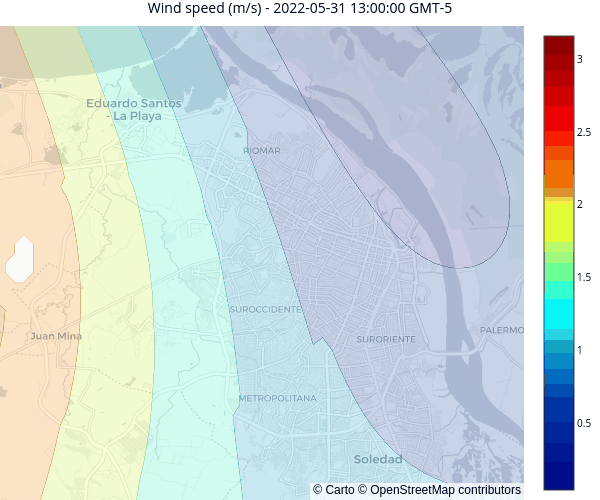 Wind speed (m/s) - 2022-05-31 13:00:00 GMT-5
Eduardo Santos
- La Playa
RIOMAR
SUROCCIDENTE
Juan Mina
SURORIENTE
PALERMO
METROPOLITANA
Soledad
© Carto © OpenStreetMap contributors
3
2.5
2
1.5
1
0.5